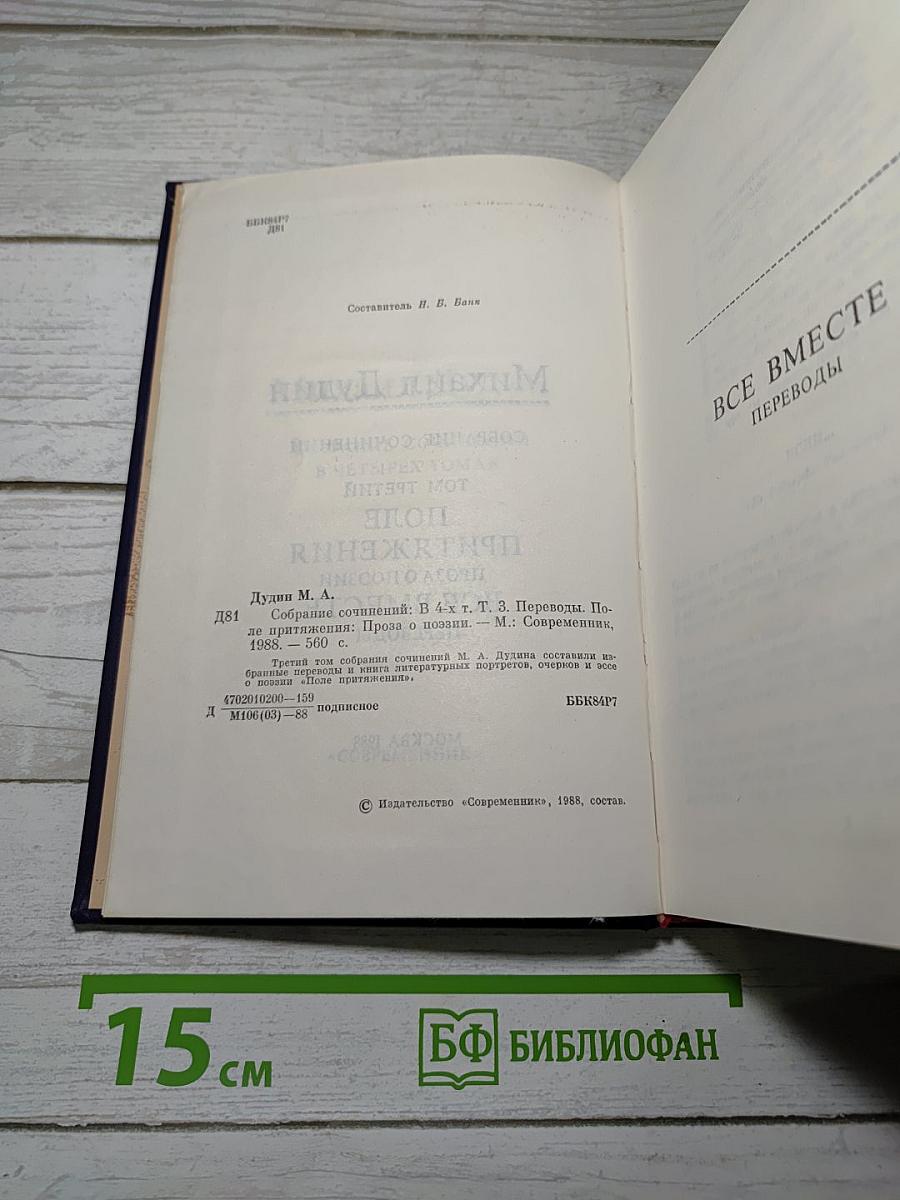 ББК84Р7
Д81
Составитель Н. Б. Банк
Дудин М. А.
Д81 Собрание сочинений: В 4-х т. Т. 3. Переводы. По-
ле притяжения: Проза о поэзии. — М.: Современник,
1988. — 560 с.
Третий том собрания сочинений М. А. Дудина составили из-
бранные переводы и книга литературных портретов, очерков и эссе
о поэзии «Поле притяжения».
Д 4702010200—159
М106(03)—88 подписное ББК84Р7
© Издательство «Современник», 1988, состав.
ВСЕ ВМЕСТЕ
ПЕРЕВОДЫ
15 см
БФ БИБЛИОФАН